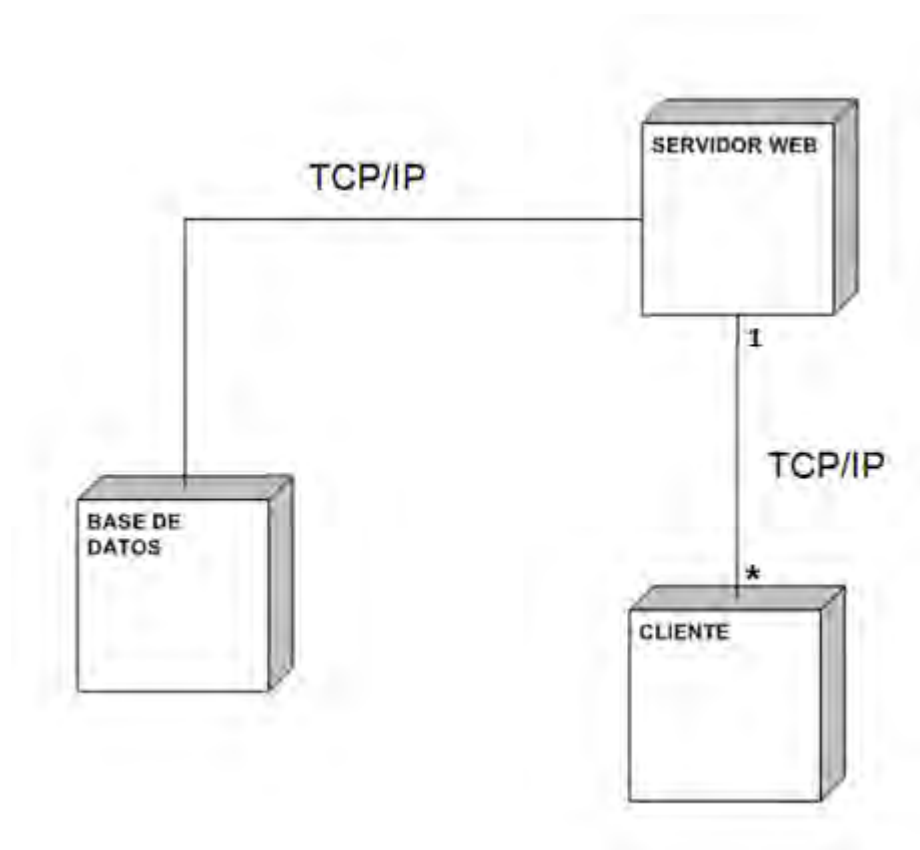 SERVIDOR WEB
TCP/IP
1
TCP/IP
BASE DE
DATOS
*
CLIENTE